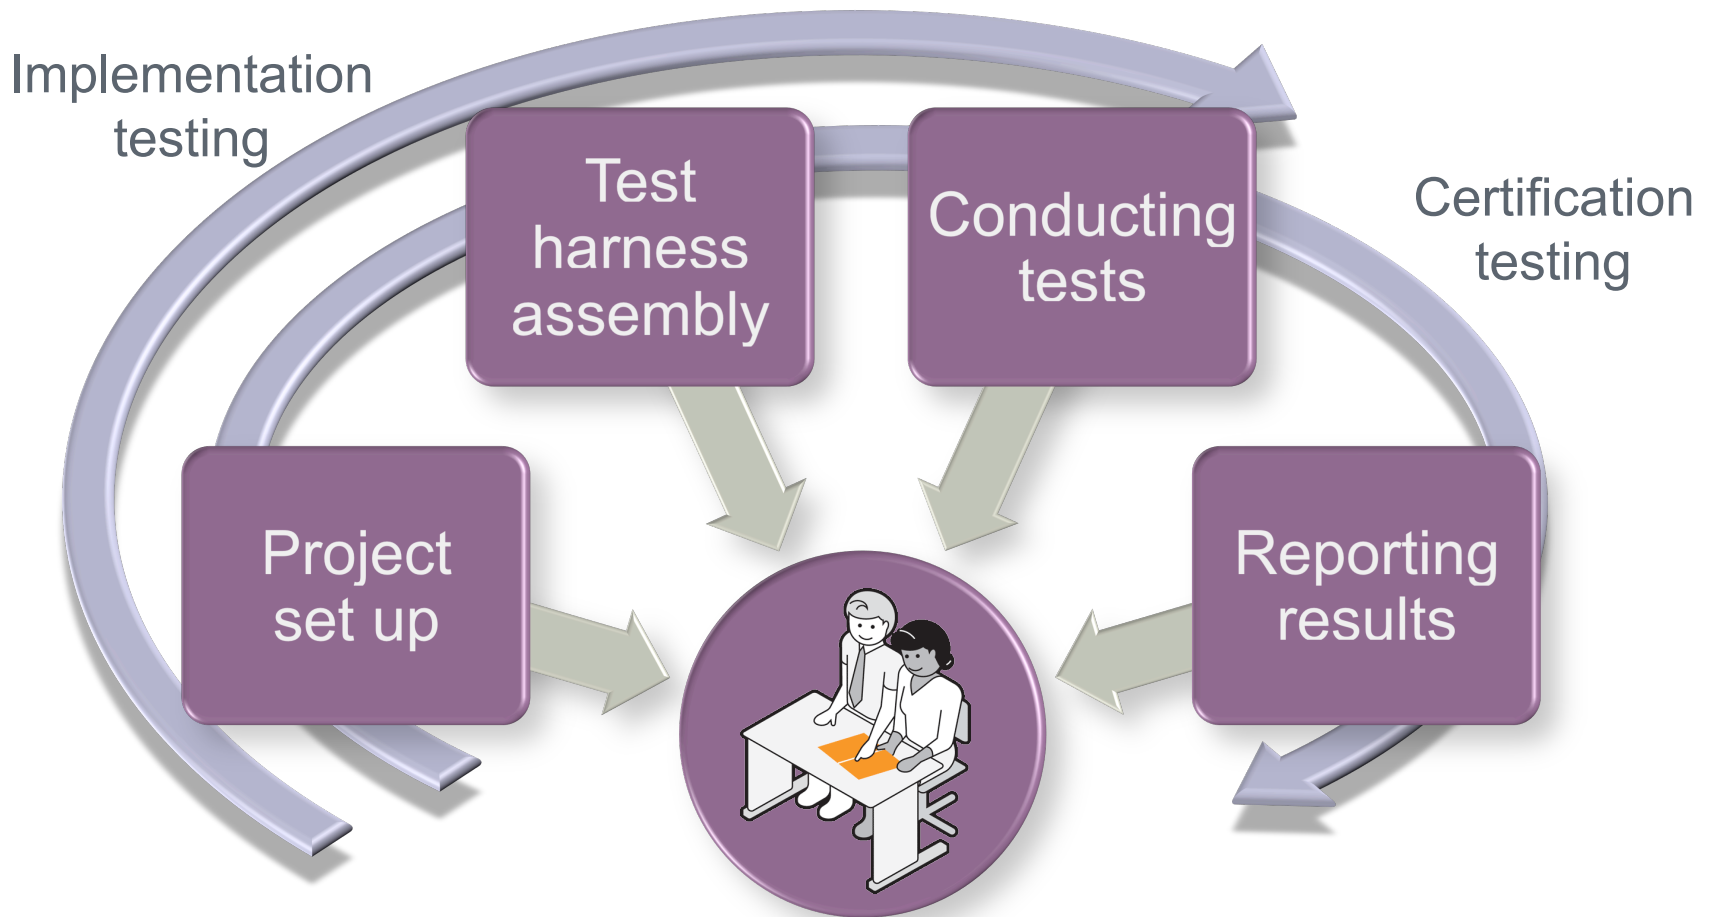 Implementation
testing
Test
harness
assembly
Conducting
tests
Certification
testing
Project
set up
Reporting
results